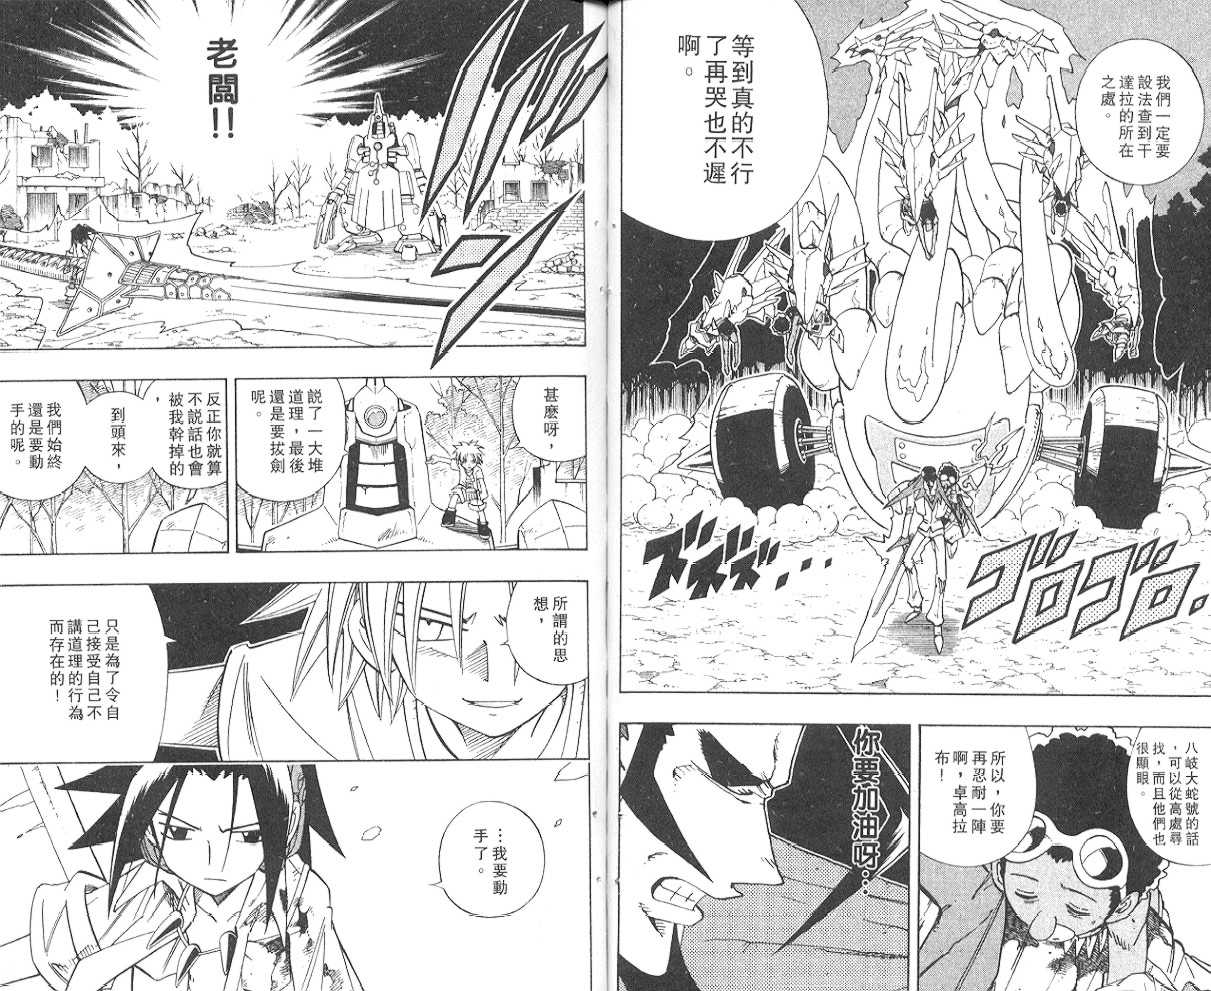 我們一定要
設法查到干
達拉的所在
之處。
等到真的不行
了再哭也不遲
啊。
ズズズ...
ゴロゴロ.
八岐大蛇號的話
，可以從高處尋
找，而且他們也
很顯眼。
所以，你要
再忍耐一陣
啊，卓高拉
布！
你要加油呀…
老闆!!
甚麽呀，
説了一大堆
道理，最後
還是要拔劍
呢。
反正你就算
不說話也會
被我幹掉的
，
到頭來，
我們始終
還是要動
手的呢。
所謂的思
想，
只是為了令自
己接受自己不
講道理的行為
而存在的！
…我要動
手了。